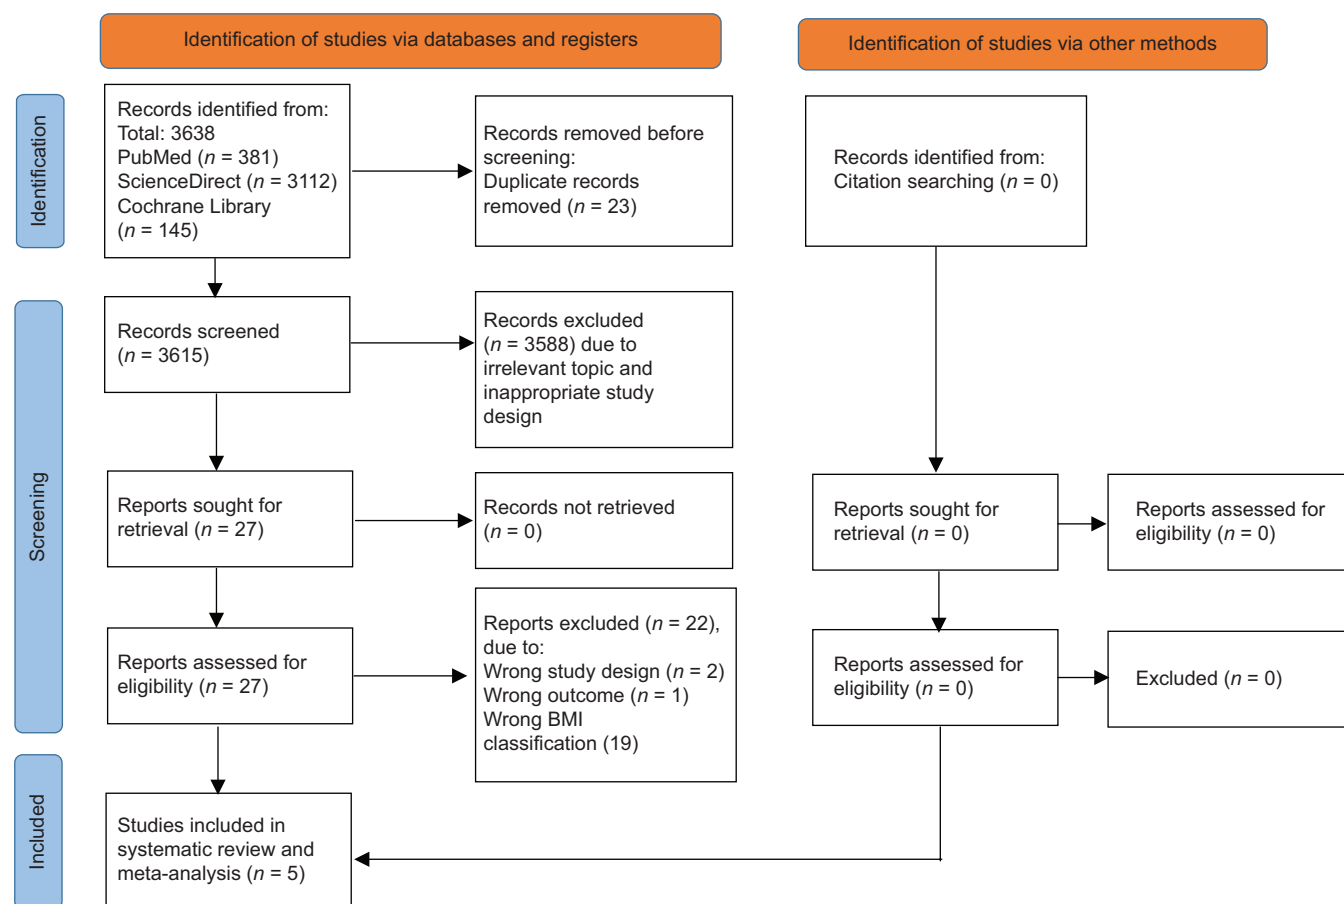 Identification of studies via databases and registers
Identification of studies via other methods
Identification
Records identified from:
Total: 3638
PubMed (n = 381)
ScienceDirect (n = 3112)
Cochrane Library
(n = 145)
Records removed before
screening:
Duplicate records
removed (n = 23)
Records identified from:
Citation searching (n = 0)
Screening
Records screened
(n = 3615)
Records excluded
(n = 3588) due to
irrelevant topic and
inappropriate study
design
Reports sought for
retrieval (n = 27)
Records not retrieved
(n = 0)
Reports sought for
retrieval (n = 0)
Reports assessed for
eligibility (n = 0)
Reports assessed for
eligibility (n = 27)
Reports excluded (n = 22),
due to:
Wrong study design (n = 2)
Wrong outcome (n = 1)
Wrong BMI
classification (19)
Reports assessed for
eligibility (n = 0)
Excluded (n = 0)
Included
Studies included in
systematic review and
meta-analysis (n = 5)